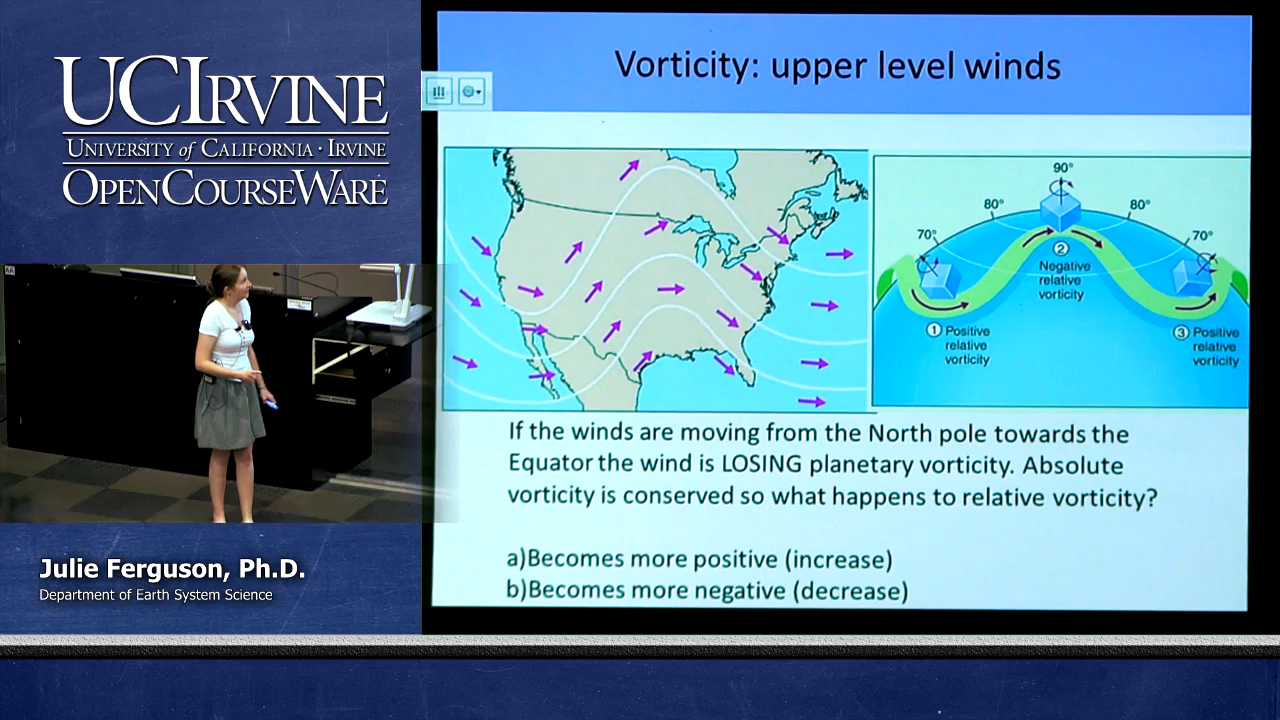 UCIRVINE
UNIVERSITY of CALIFORNIA · IRVINE
OPENCOURSEWARE
AA
Julie Ferguson, Ph.D.
Department of Earth System Science
Vorticity: upper level winds
90°
80°
80°
70°
70°
②
Negative
relative
vorticity
① Positive
relative
vorticity
③ Positive
relative
vorticity
If the winds are moving from the North pole towards the
Equator the wind is LOSING planetary vorticity. Absolute
vorticity is conserved so what happens to relative vorticity?
a)Becomes more positive (increase)
b)Becomes more negative (decrease)